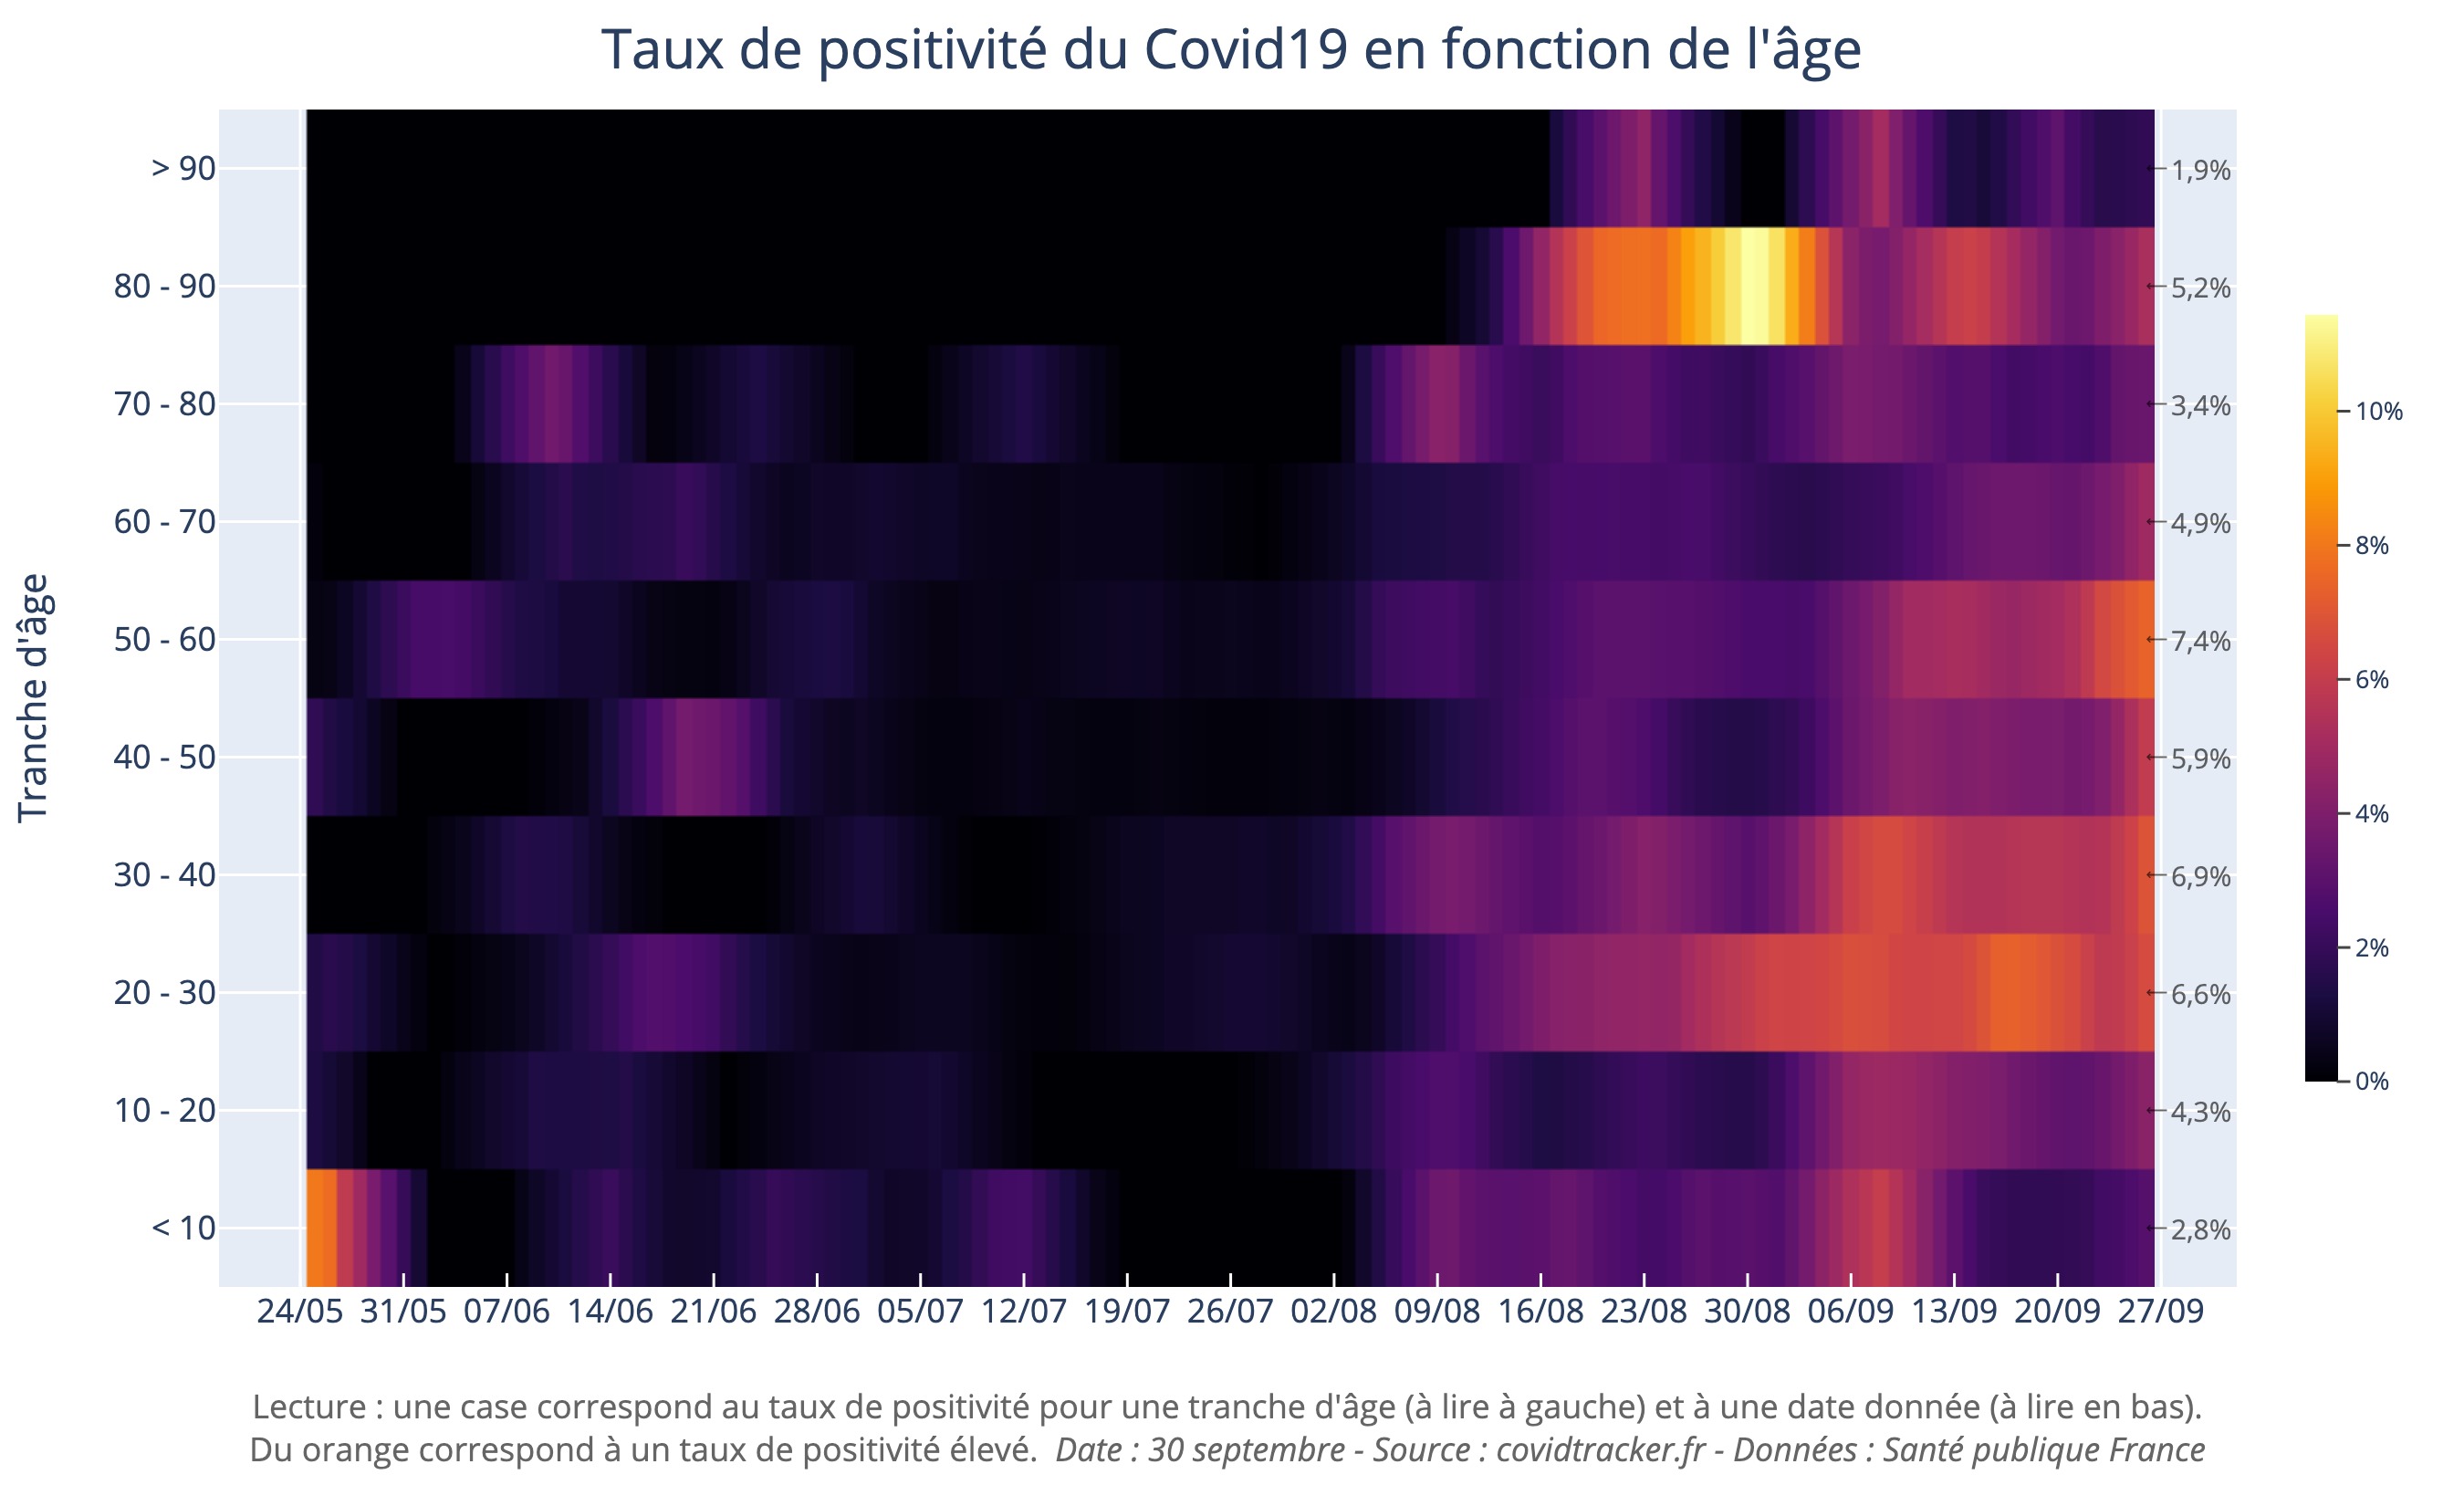 Taux de positivité du Covid19 en fonction de l'âge
Tranche d'âge
> 90
80 - 90
70 - 80
60 - 70
50 - 60
40 - 50
30 - 40
20 - 30
10 - 20
< 10
1,9%
5,2%
3,4%
4,9%
7,4%
5,9%
6,9%
6,6%
4,3%
2,8%
10%
8%
6%
4%
2%
0%
24/05 31/05 07/06 14/06 21/06 28/06 05/07 12/07 19/07 26/07 02/08 09/08 16/08 23/08 30/08 06/09 13/09 20/09 27/09
Lecture : une case correspond au taux de positivité pour une tranche d'âge (à lire à gauche) et à une date donnée (à lire en bas).
Du orange correspond à un taux de positivité élevé. Date : 30 septembre - Source : covidtracker.fr - Données : Santé publique France